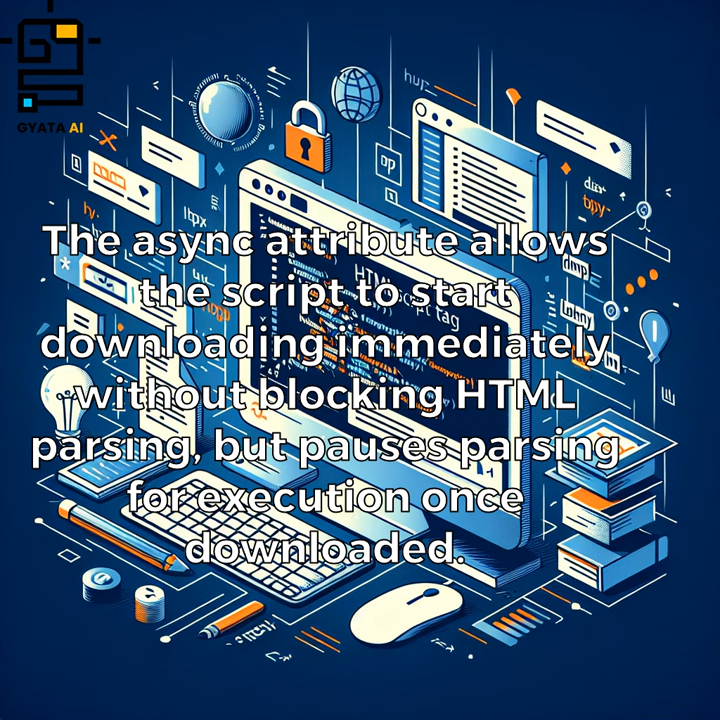 GYATA AI
The async attribute allows
the script to start
downloading immediately
without blocking HTML
parsing, but pauses parsing
for execution once
downloaded.